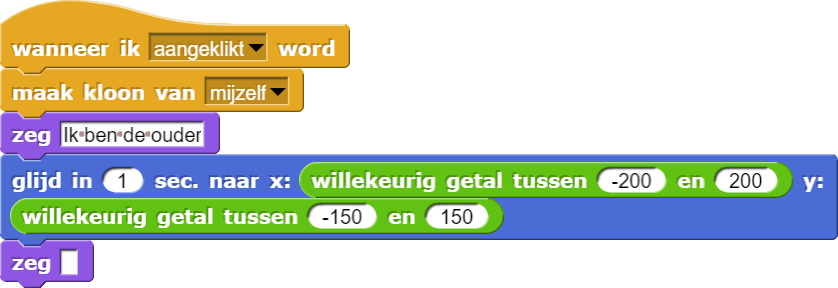 wanneer ik aangeklikt word
maak kloon van mijzelf
zeg Ik ben de ouder
glijd in 1 sec. naar x: willekeurig getal tussen -200 en 200 y:
willekeurig getal tussen -150 en 150
zeg